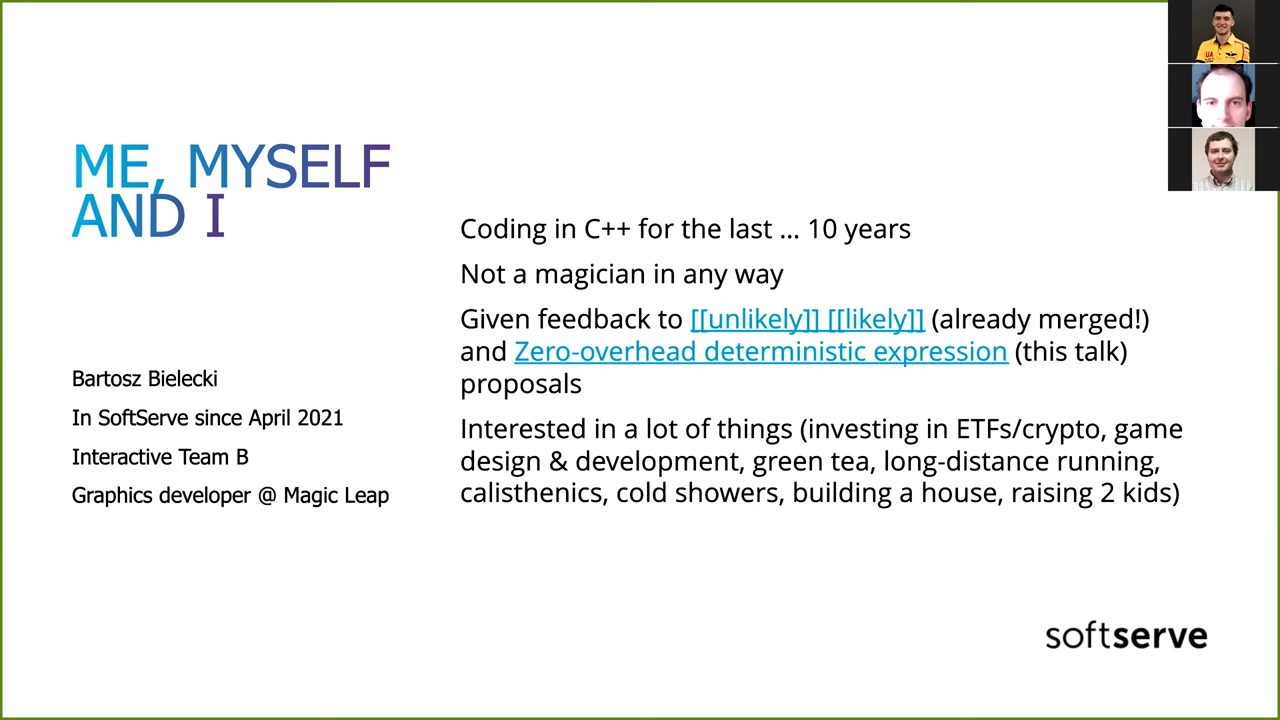 ME, MYSELF
AND I
Bartosz Bielecki
In SoftServe since April 2021
Interactive Team B
Graphics developer @ Magic Leap
Coding in C++ for the last ... 10 years
Not a magician in any way
Given feedback to [[unlikely]] [[likely]] (already merged!)
and Zero-overhead deterministic expression (this talk)
proposals
Interested in a lot of things (investing in ETFs/crypto, game
design & development, green tea, long-distance running,
calisthenics, cold showers, building a house, raising 2 kids)
softserve
UA